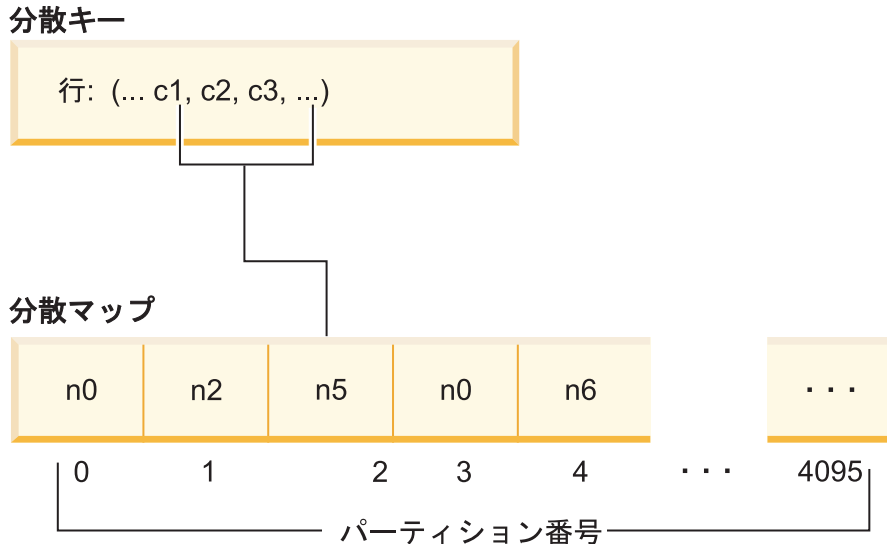 分散キー
行: (... c1, c2, c3, ...)
分散マップ
n0 n2 n5 n0 n6 ...
0 1 2 3 4 ... 4095
パーティション番号